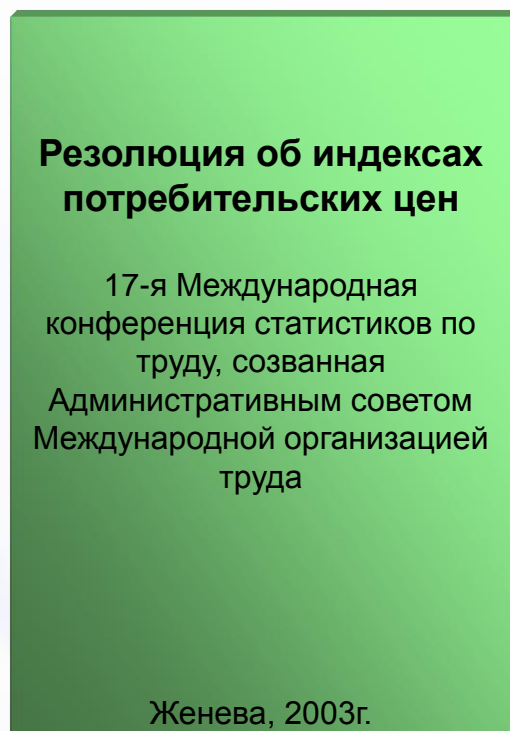 Резолюция об индексах
потребительских цен
17-я Международная
конференция статистиков по
труду, созванная
Административным советом
Международной организацией
труда
Женева, 2003г.